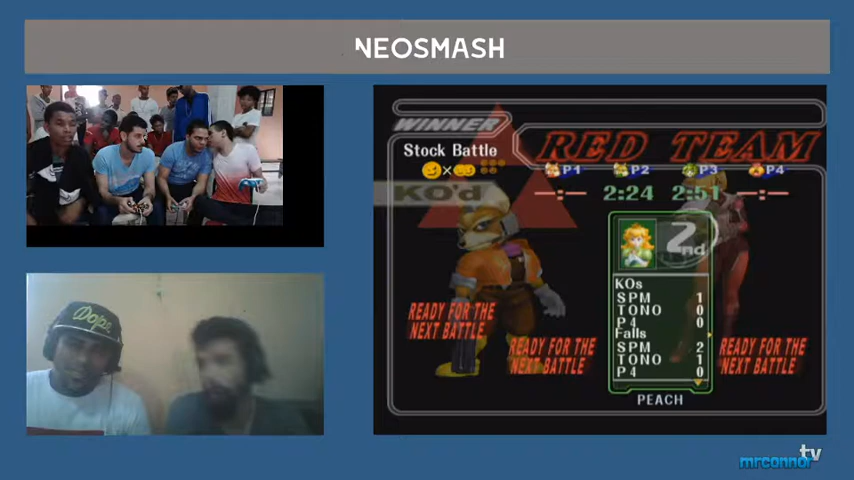 NEOSMASH
Dope
WINNER
RED TEAM
Stock Battle
P1 P2 P3 P4
KO'd
-:- 2:24 2:51 -:-
2nd
KOs
SPM 1
TONO 0
P4 0
Falls
SPM 2
TONO 1
P4 0
PEACH
READY FOR THE
NEXT BATTLE
READY FOR THE
NEXT BATTLE
READY FOR THE
NEXT BATTLE
mrconnor tv